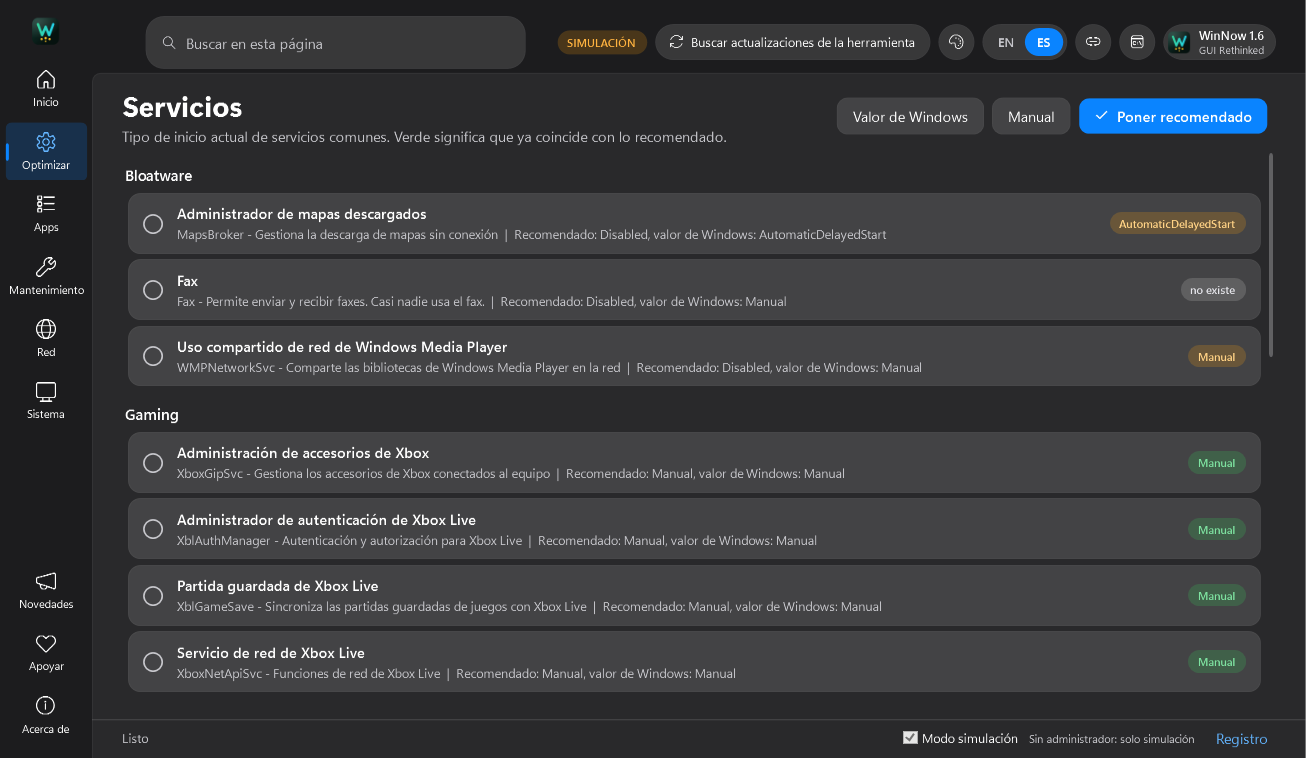 W
Buscar en esta página
SIMULACIÓN
Buscar actualizaciones de la herramienta
EN
ES
W
WinNow 1.6
GUI Rethinked
Inicio
Optimizar
Apps
Mantenimiento
Red
Sistema
Novedades
Apoyar
Acerca de
Servicios
Tipo de inicio actual de servicios comunes. Verde significa que ya coincide con lo recomendado.
Valor de Windows
Manual
Poner recomendado
Bloatware
Administrador de mapas descargados
MapsBroker - Gestiona la descarga de mapas sin conexión | Recomendado: Disabled, valor de Windows: AutomaticDelayedStart
AutomaticDelayedStart
Fax
Fax - Permite enviar y recibir faxes. Casi nadie usa el fax. | Recomendado: Disabled, valor de Windows: Manual
no existe
Uso compartido de red de Windows Media Player
WMPNetworkSvc - Comparte las bibliotecas de Windows Media Player en la red | Recomendado: Disabled, valor de Windows: Manual
Manual
Gaming
Administración de accesorios de Xbox
XboxGipSvc - Gestiona los accesorios de Xbox conectados al equipo | Recomendado: Manual, valor de Windows: Manual
Manual
Administrador de autenticación de Xbox Live
XblAuthManager - Autenticación y autorización para Xbox Live | Recomendado: Manual, valor de Windows: Manual
Manual
Partida guardada de Xbox Live
XblGameSave - Sincroniza las partidas guardadas de juegos con Xbox Live | Recomendado: Manual, valor de Windows: Manual
Manual
Servicio de red de Xbox Live
XboxNetApiSvc - Funciones de red de Xbox Live | Recomendado: Manual, valor de Windows: Manual
Manual
Listo
Modo simulación
Sin administrador: solo simulación
Registro